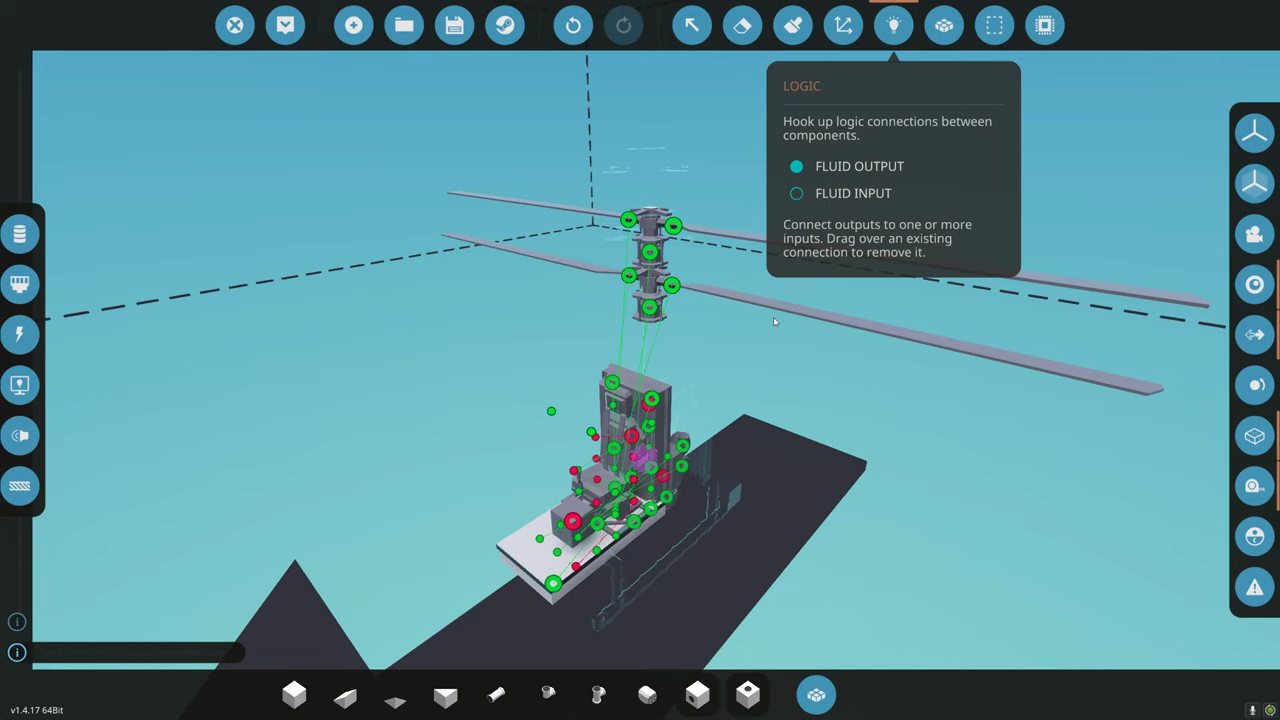 LOGIC
Hook up logic connections between
components.
FLUID OUTPUT
FLUID INPUT
Connect outputs to one or more
inputs. Drag over an existing
connection to remove it.
v1.4.17 64Bit